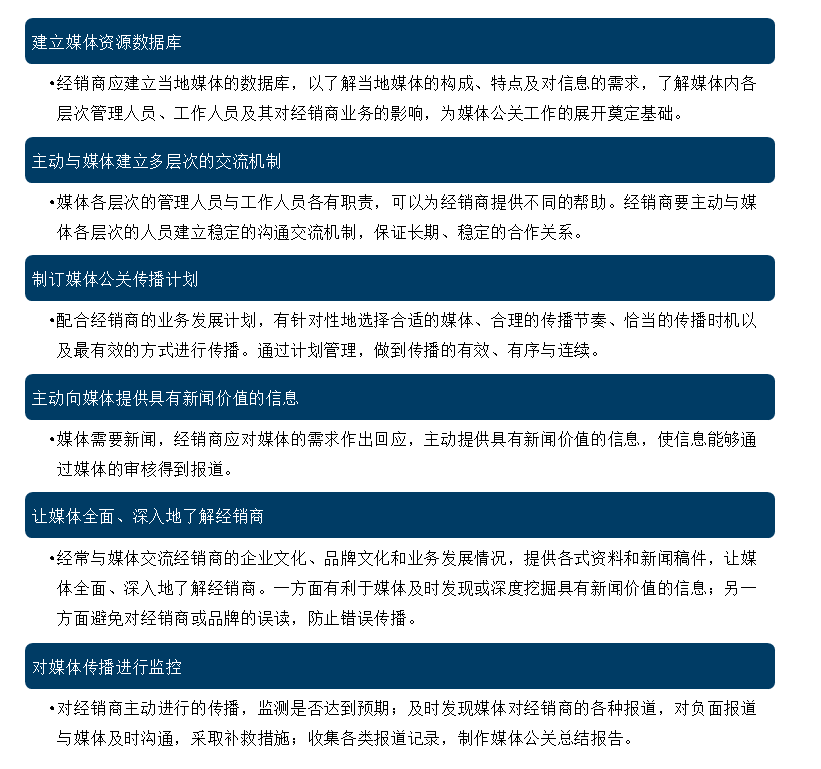 建立媒体资源数据库
•经销商应建立当地媒体的数据库，以了解当地媒体的构成、特点及对信息的需求，了解媒体内各
层次管理人员、工作人员及其对经销商业务的影响，为媒体公关工作的展开奠定基础。
主动与媒体建立多层次的交流机制
•媒体各层次的管理人员与工作人员各有职责，可以为经销商提供不同的帮助。经销商要主动与媒
体各层次的人员建立稳定的沟通交流机制，保证长期、稳定的合作关系。
制订媒体公关传播计划
•配合经销商的业务发展计划，有针对性地选择合适的媒体、合理的传播节奏、恰当的传播时机以
及最有效的方式进行传播。通过计划管理，做到传播的有效、有序与连续。
主动向媒体提供具有新闻价值的信息
•媒体需要新闻，经销商应对媒体的需求作出回应，主动提供具有新闻价值的信息，使信息能够通
过媒体的审核得到报道。
让媒体全面、深入地了解经销商
•经常与媒体交流经销商的企业文化、品牌文化和业务发展情况，提供各式资料和新闻稿件，让媒
体全面、深入地了解经销商。一方面有利于媒体及时发现或深度挖掘具有新闻价值的信息；另一
方面避免对经销商或品牌的误读，防止错误传播。
对媒体传播进行监控
•对经销商主动进行的传播，监测是否达到预期；及时发现媒体对经销商的各种报道，对负面报道
与媒体及时沟通，采取补救措施；收集各类报道记录，制作媒体公关总结报告。